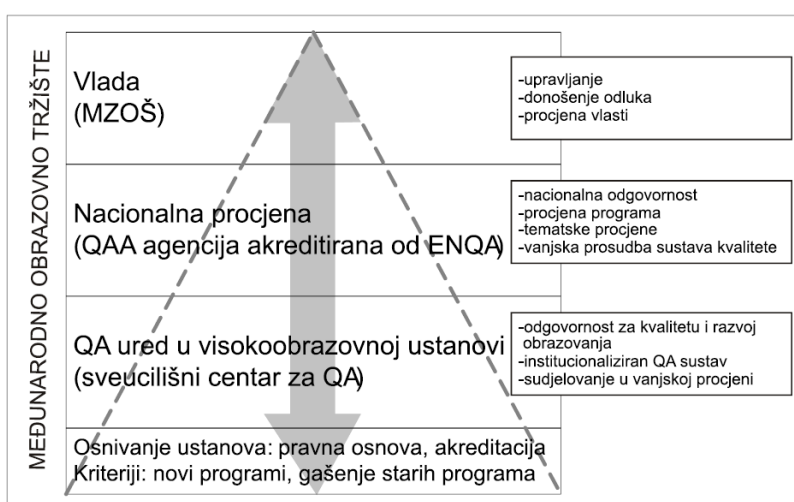 MEĐUNARODNO OBRAZOVNO TRŽIŠTE
Vlada
(MZOŠ)
-upravljanje
-donošenje odluka
-procjena vlasti
Nacionalna procjena
(QAA agencija akreditirana od ENQA)
-nacionalna odgovornost
-procjena programa
-tematske procjene
-vanjska prosudba sustava kvalitete
QA ured u visokoobrazovnoj ustanovi
(sveucilišni centar za QA)
-odgovornost za kvalitetu i razvoj
obrazovanja
-institucionaliziran QA sustav
-sudjelovanje u vanjskoj procjeni
Osnivanje ustanova: pravna osnova, akreditacija
Kriteriji: novi programi, gašenje starih programa